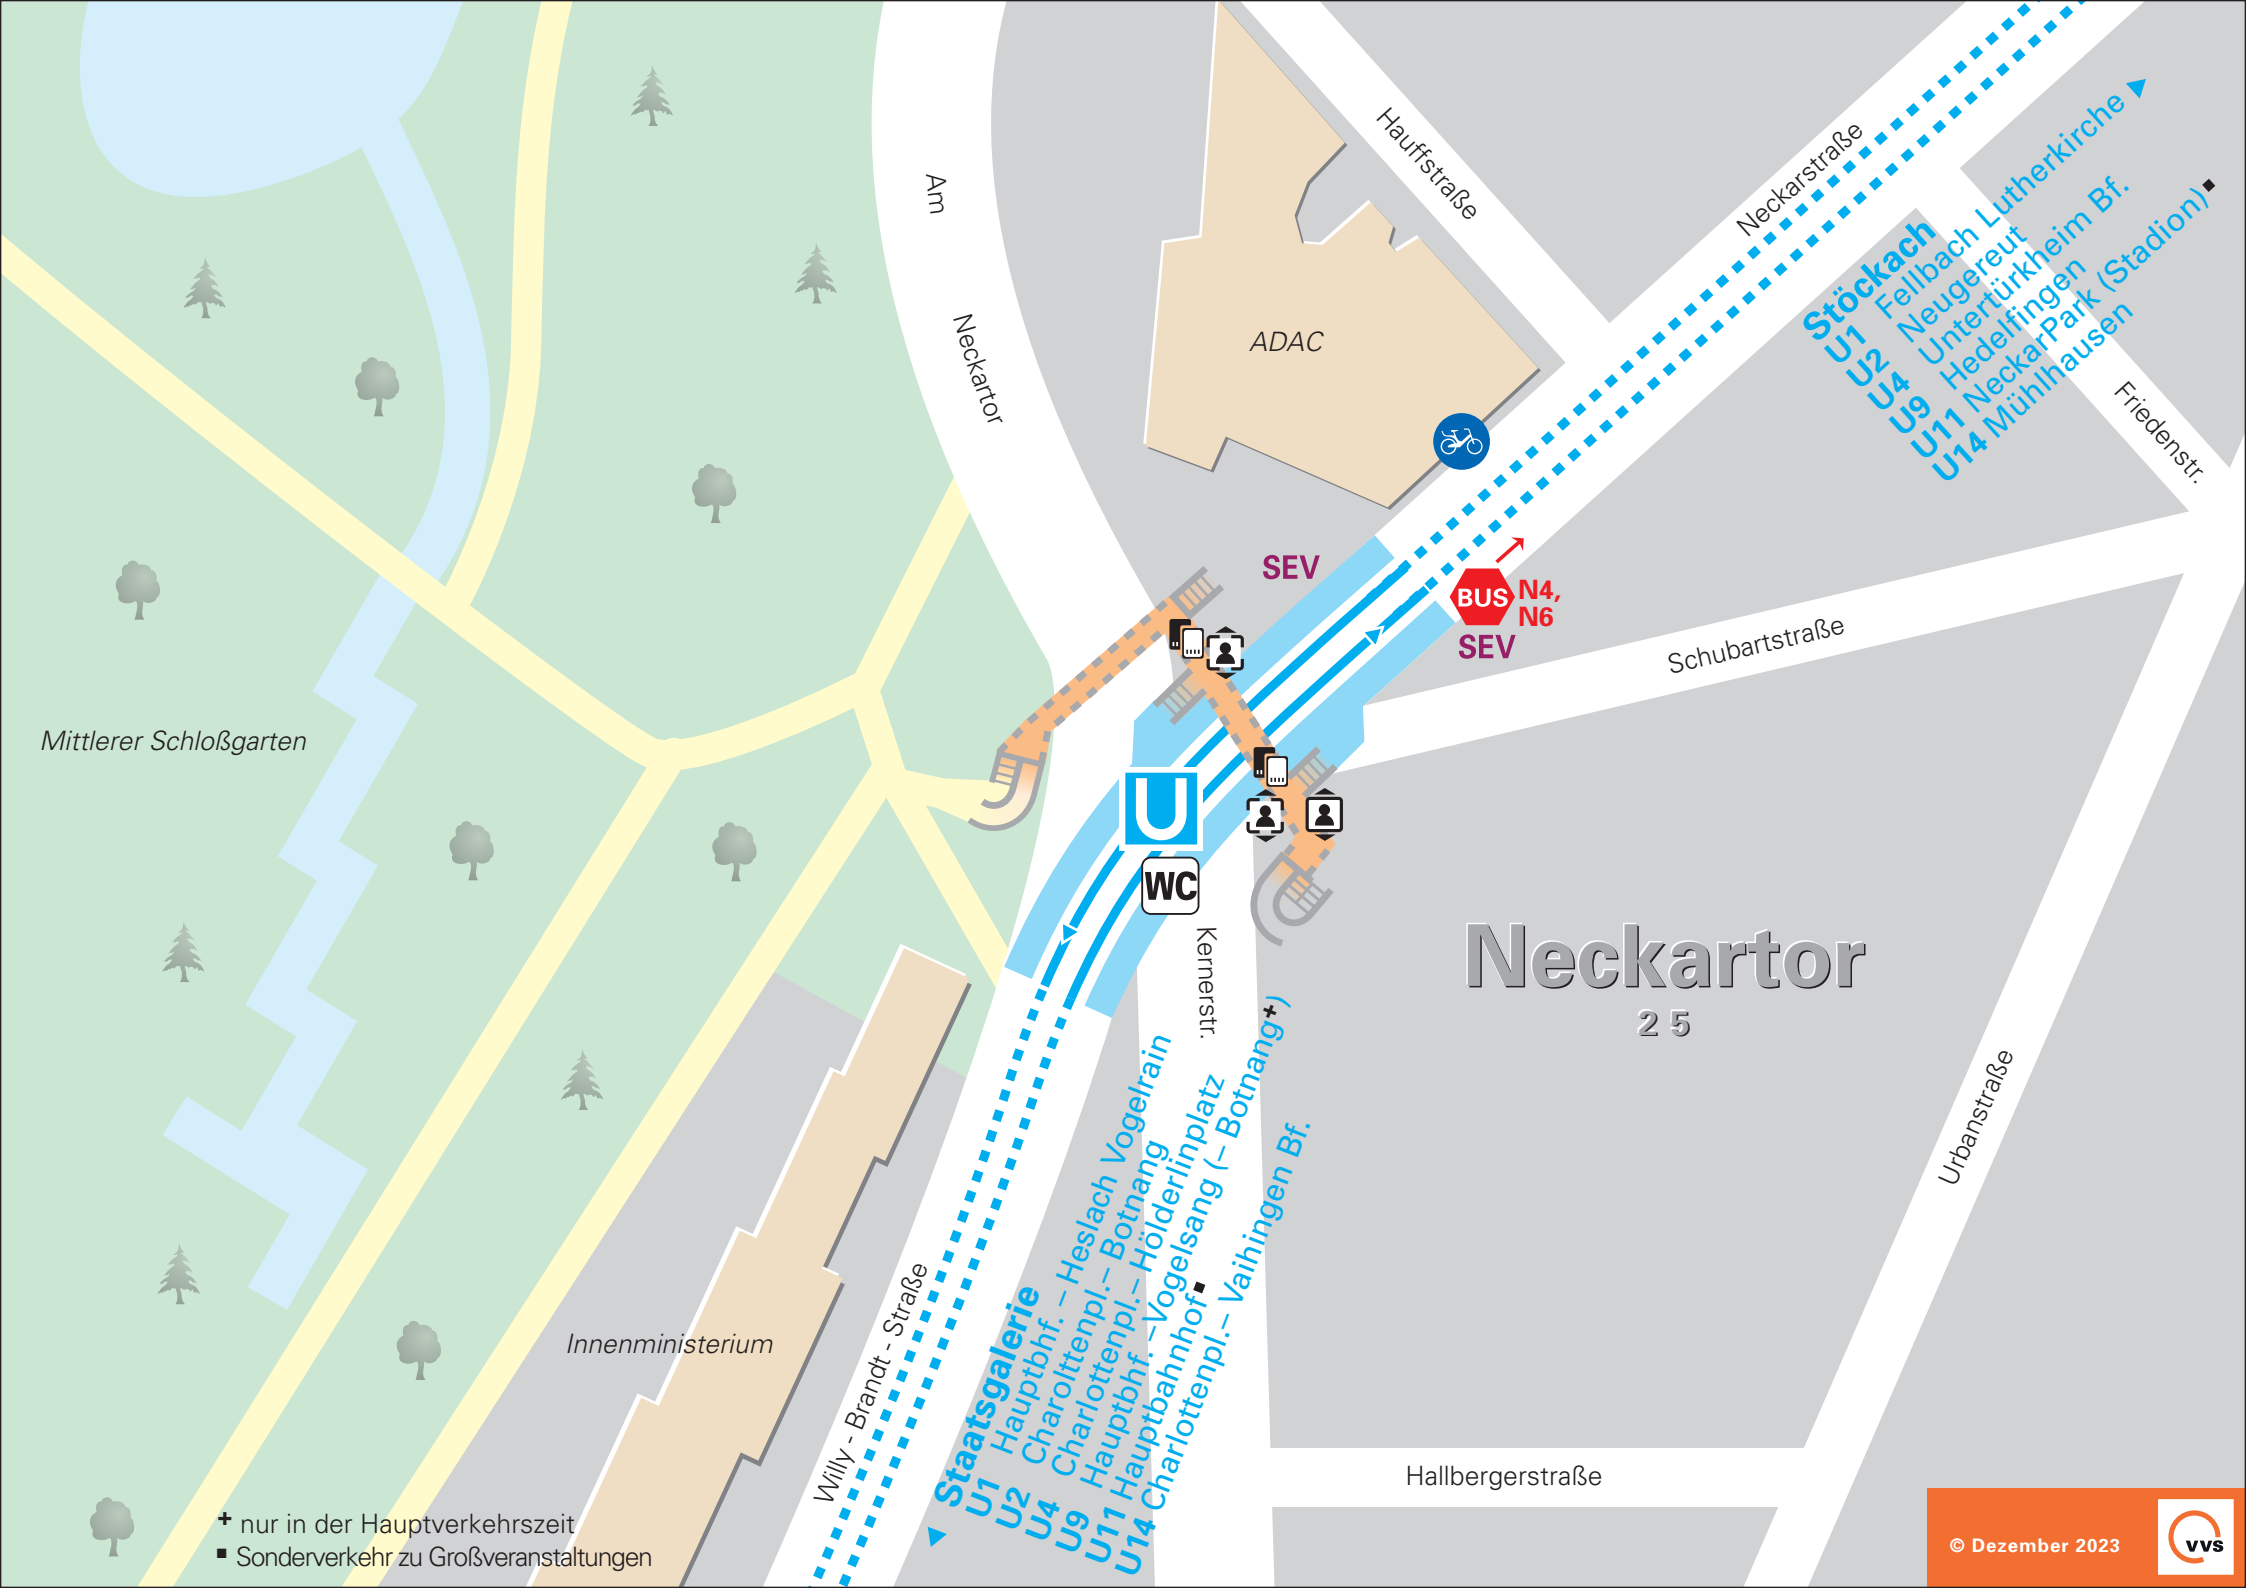 Am
Neckartor
Hauffstraße
Neckarstraße
ADAC
Stöckach
U1 Fellbach Lutherkirche
U2 Neugereut
U4 Untertürkheim Bf.
U9 Hedelfingen
U11 NeckarPark (Stadion)▪
U14 Mühlhausen
Friedenstr.
SEV
BUS
N4,
N6
SEV
Schubartstraße
Mittlerer Schloßgarten
U
WC
Kernerstr.
Neckartor
25
Urbanstraße
Innenministerium
Willy - Brandt - Straße
Staatsgalerie
U1 Hauptbhf. – Heslach Vogelrain
U2 Charolttenpl.– Botnang
U4 Charlottenpl.– Hölderlinplatz
U9 Hauptbhf. –Vogelsang (– Botnang+)
U11 Hauptbahnhof▪
U14 Charlottenpl.– Vaihingen Bf.
Hallbergerstraße
+ nur in der Hauptverkehrszeit
▪ Sonderverkehr zu Großveranstaltungen
© Dezember 2023
VVS